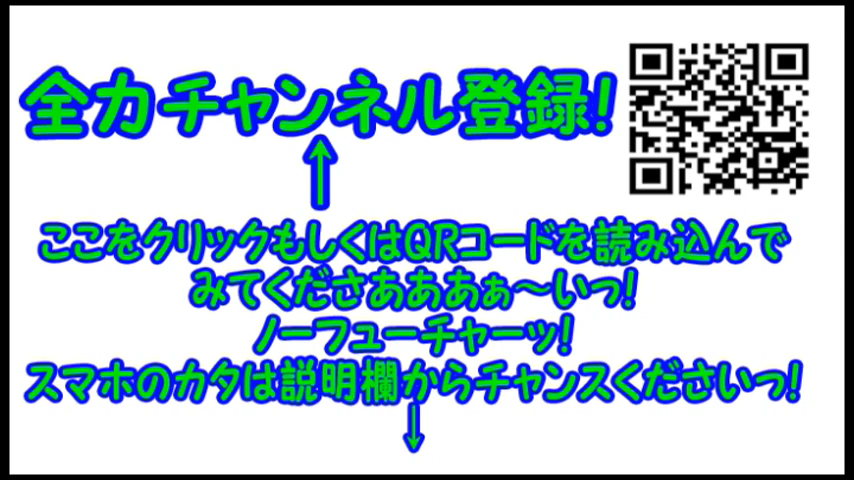 全力チャンネル登録!
↑
ここをクリックもしくはQRコードを読み込んで
みてくださあああぁ～いっ!
ノーフューチャーッ!
スマホのカタは説明欄からチャンスくださいっ!
↓